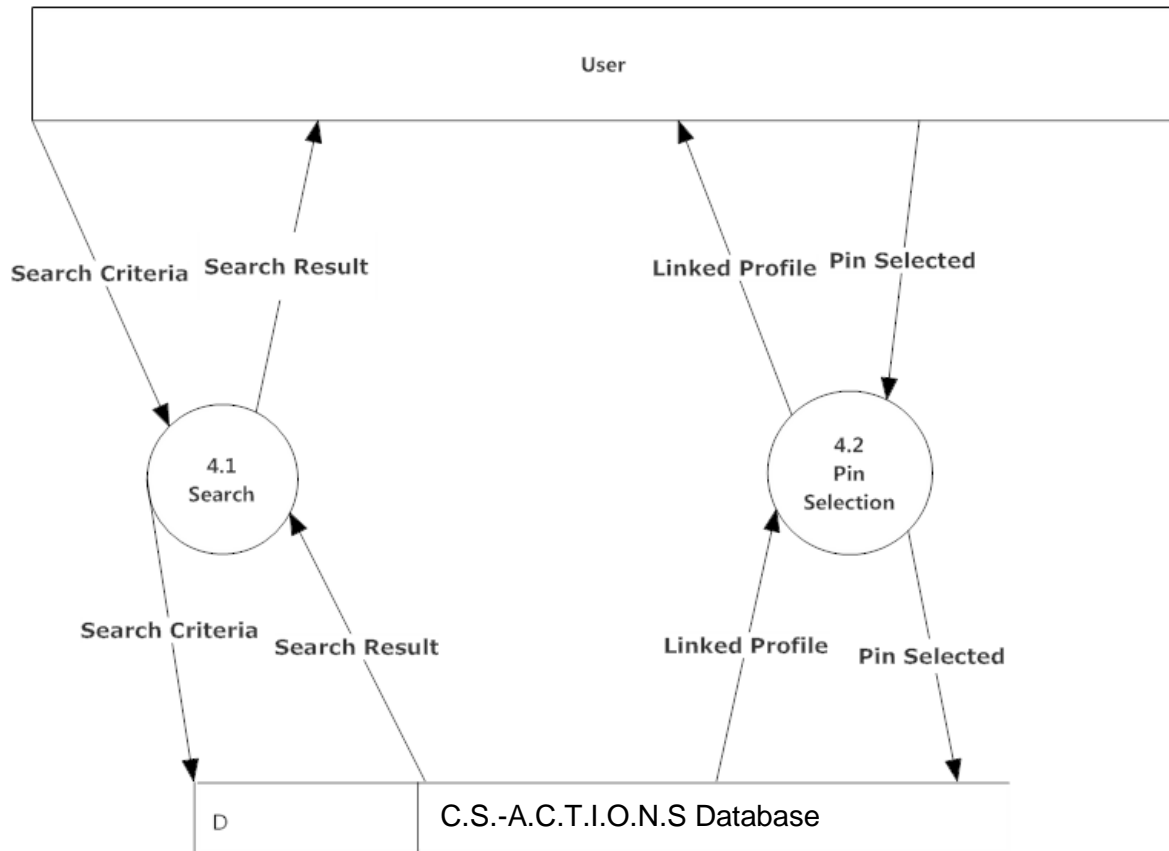 User
Search Criteria
Search Result
Linked Profile
Pin Selected
4.1
Search
4.2
Pin
Selection
Search Criteria
Search Result
Linked Profile
Pin Selected
D
C.S.-A.C.T.I.O.N.S Database